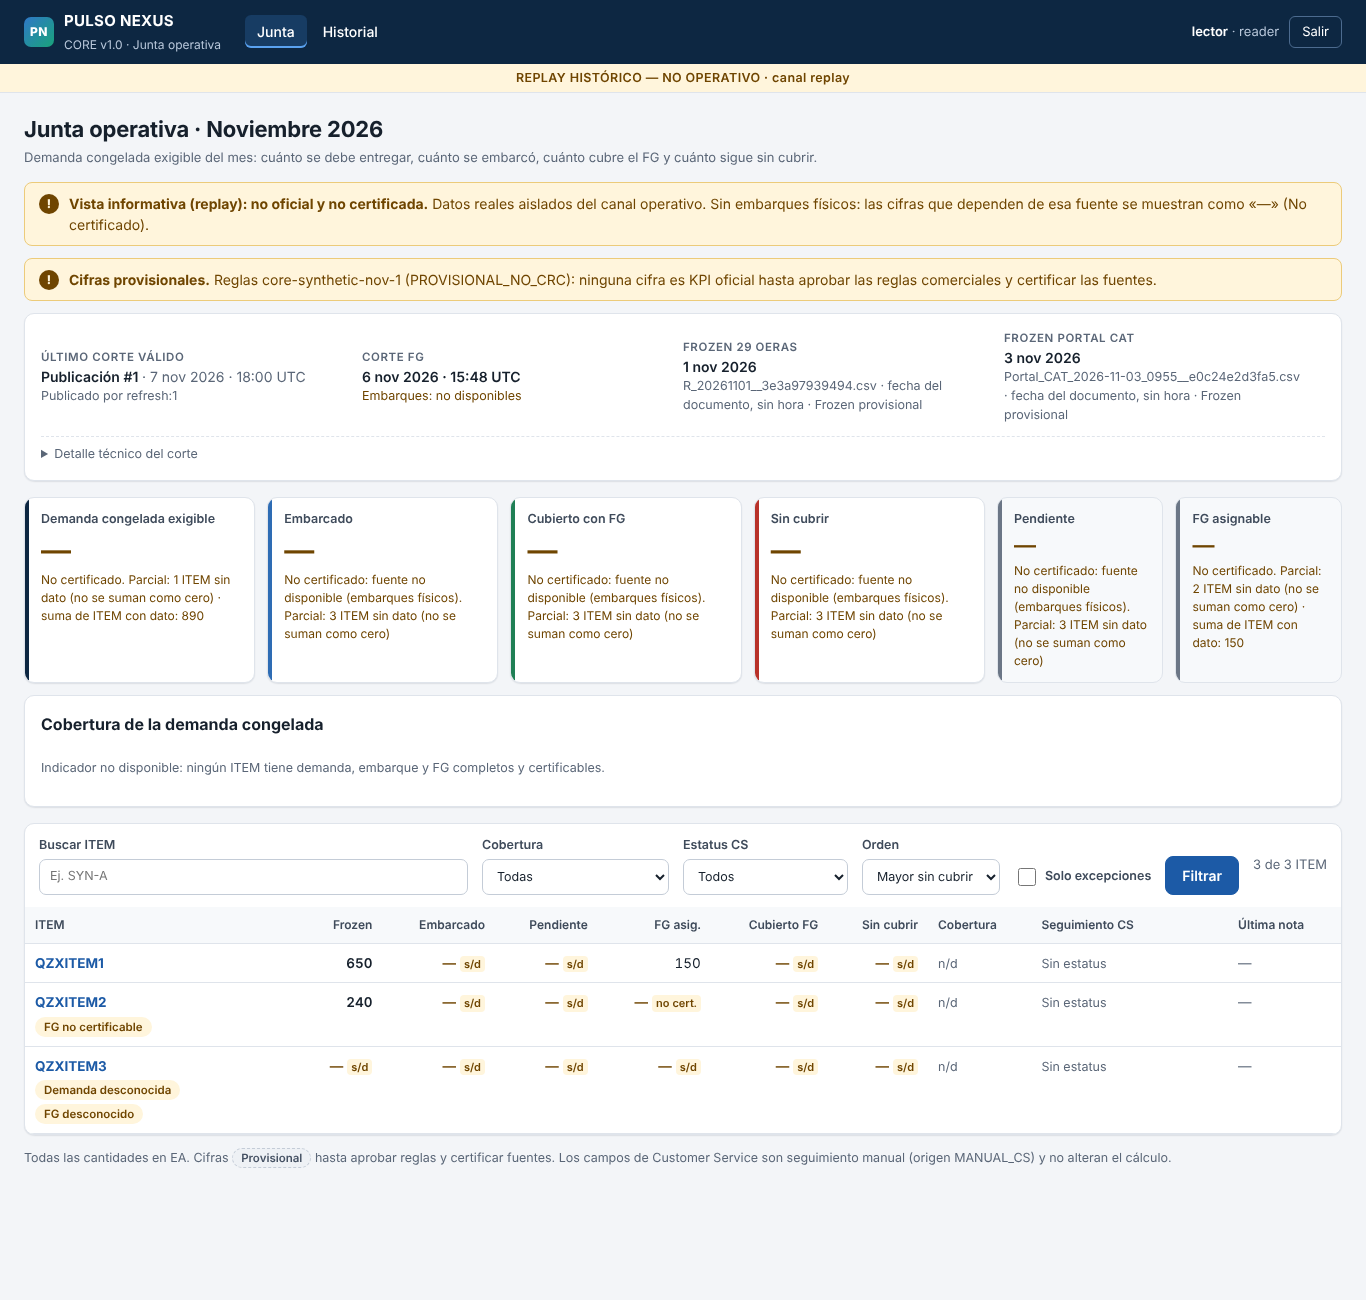 PN
PULSO NEXUS
CORE v1.0 · Junta operativa
Junta
Historial
lector · reader
Salir
REPLAY HISTÓRICO — NO OPERATIVO · canal replay
Junta operativa · Noviembre 2026
Demanda congelada exigible del mes: cuánto se debe entregar, cuánto se embarcó, cuánto cubre el FG y cuánto sigue sin cubrir.
! Vista informativa (replay): no oficial y no certificada. Datos reales aislados del canal operativo. Sin embarques físicos: las cifras que dependen de esa fuente se muestran como «—» (No
certificado).
! Cifras provisionales. Reglas core-synthetic-nov-1 (PROVISIONAL_NO_CRC): ninguna cifra es KPI oficial hasta aprobar las reglas comerciales y certificar las fuentes.
ÚLTIMO CORTE VÁLIDO
Publicación #1 · 7 nov 2026 · 18:00 UTC
Publicado por refresh:1
CORTE FG
6 nov 2026 · 15:48 UTC
Embarques: no disponibles
FROZEN 29 OERAS
1 nov 2026
R_20261101__3e3a97939494.csv · fecha del
documento, sin hora · Frozen provisional
FROZEN PORTAL CAT
3 nov 2026
Portal_CAT_2026-11-03_0955__e0c24e2d3fa5.csv
· fecha del documento, sin hora · Frozen
provisional
Detalle técnico del corte
Demanda congelada exigible
—
No certificado. Parcial: 1 ITEM sin
dato (no se suman como cero) ·
suma de ITEM con dato: 890
Embarcado
—
No certificado: fuente no
disponible (embarques físicos).
Parcial: 3 ITEM sin dato (no se
suman como cero)
Cubierto con FG
—
No certificado: fuente no
disponible (embarques físicos).
Parcial: 3 ITEM sin dato (no se
suman como cero)
Sin cubrir
—
No certificado: fuente no
disponible (embarques físicos).
Parcial: 3 ITEM sin dato (no se
suman como cero)
Pendiente
—
No certificado: fuente
no disponible
(embarques físicos).
Parcial: 3 ITEM sin dato
(no se suman como
cero)
FG asignable
—
No certificado. Parcial:
2 ITEM sin dato (no se
suman como cero) ·
suma de ITEM con
dato: 150
Cobertura de la demanda congelada
Indicador no disponible: ningún ITEM tiene demanda, embarque y FG completos y certificables.
Buscar ITEM
Ej. SYN-A
Cobertura
Todas
Estatus CS
Todos
Orden
Mayor sin cubrir
Solo excepciones
Filtrar
3 de 3 ITEM
ITEM Frozen Embarcado Pendiente FG asig. Cubierto FG Sin cubrir Cobertura Seguimiento CS Última nota
QZXITEM1 650 — s/d — s/d 150 — s/d — s/d n/d Sin estatus —
QZXITEM2 240 — s/d — s/d — no cert. — s/d — s/d n/d Sin estatus —
FG no certificable
QZXITEM3 — s/d — s/d — s/d — s/d — s/d — s/d n/d Sin estatus —
Demanda desconocida
FG desconocido
Todas las cantidades en EA. Cifras Provisional hasta aprobar reglas y certificar fuentes. Los campos de Customer Service son seguimiento manual (origen MANUAL_CS) y no alteran el cálculo.